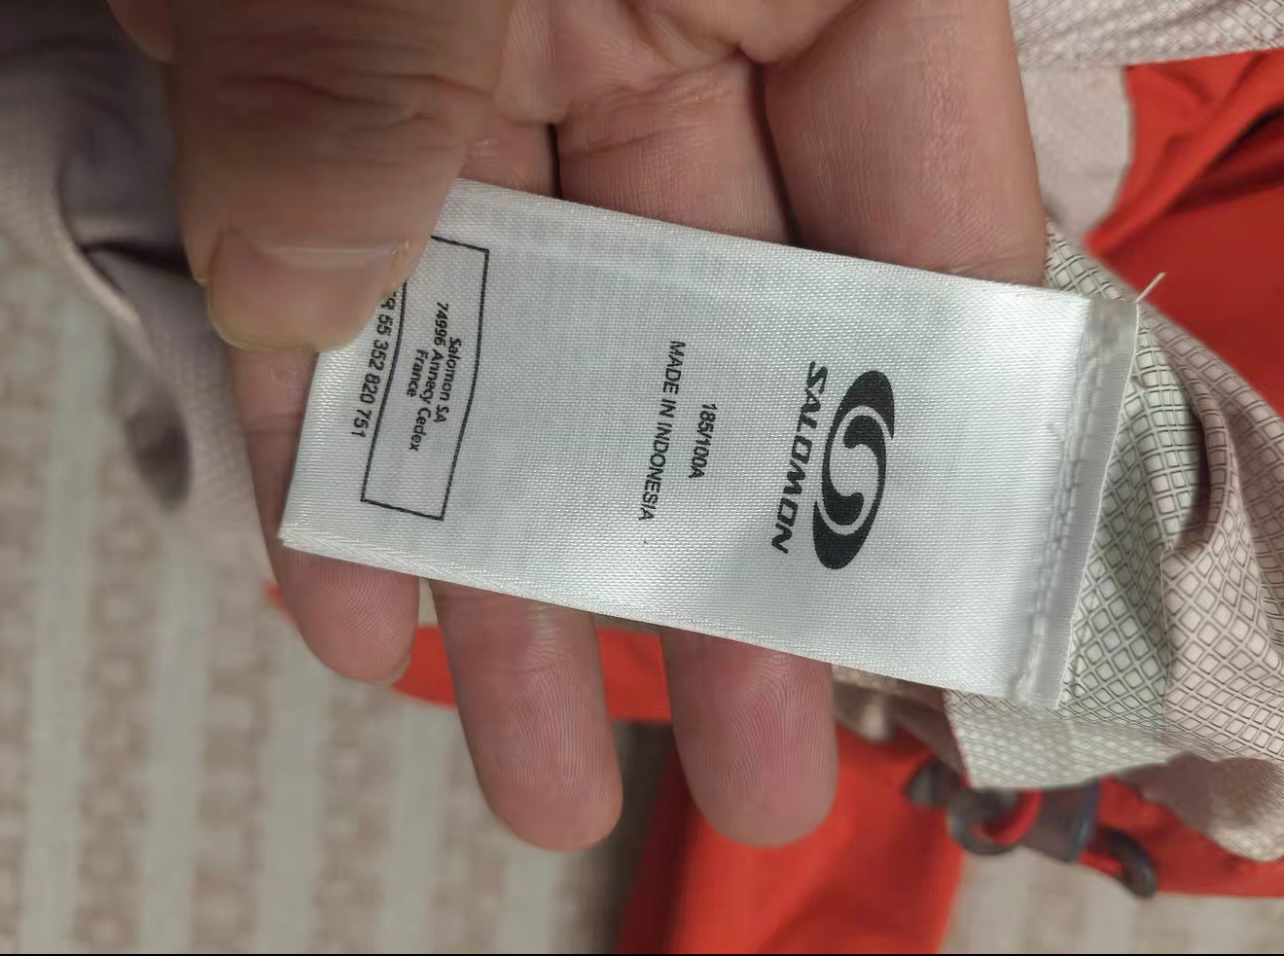 SALOMON
185/100A
MADE IN INDONESIA
Salomon SA
74996 Annecy Cedex
France
55 352 820 751